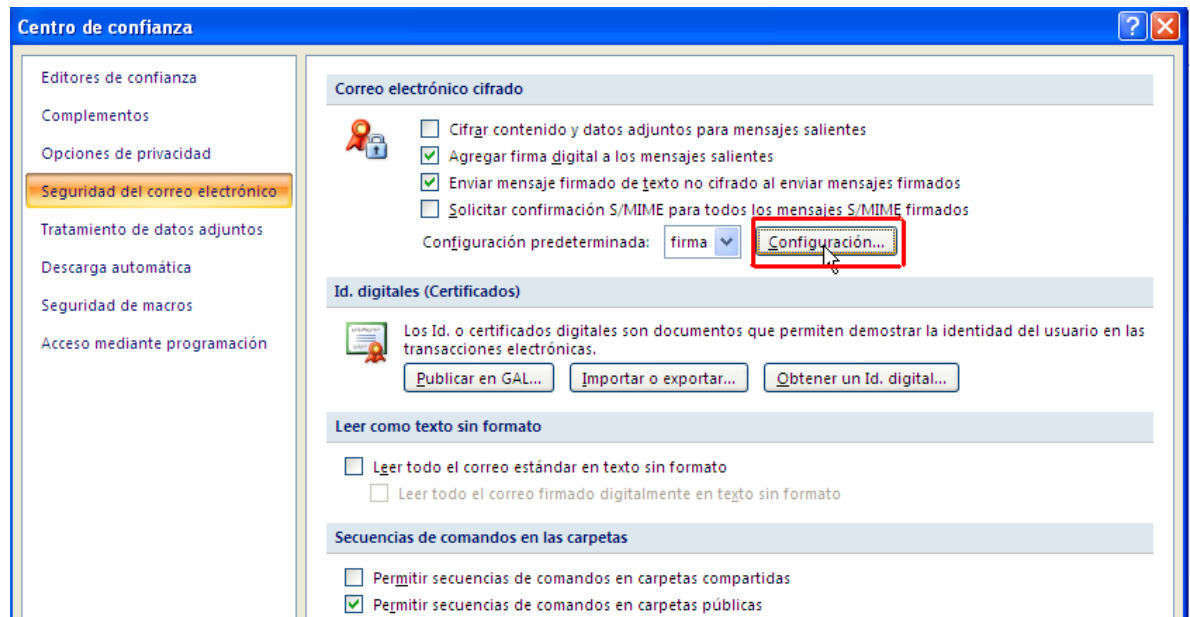 Centro de confianza
Editores de confianza
Complementos
Opciones de privacidad
Seguridad del correo electrónico
Tratamiento de datos adjuntos
Descarga automática
Seguridad de macros
Acceso mediante programación
Correo electrónico cifrado
Cifrar contenido y datos adjuntos para mensajes salientes
Agregar firma digital a los mensajes salientes
Enviar mensaje firmado de texto no cifrado al enviar mensajes firmados
Solicitar confirmación S/MIME para todos los mensajes S/MIME firmados
Configuración predeterminada: firma Configuración...
Id. digitales (Certificados)
Los Id. o certificados digitales son documentos que permiten demostrar la identidad del usuario en las
transacciones electrónicas.
Publicar en GAL... Importar o exportar... Obtener un Id. digital...
Leer como texto sin formato
Leer todo el correo estándar en texto sin formato
Leer todo el correo firmado digitalmente en texto sin formato
Secuencias de comandos en las carpetas
Permitir secuencias de comandos en carpetas compartidas
Permitir secuencias de comandos en carpetas públicas